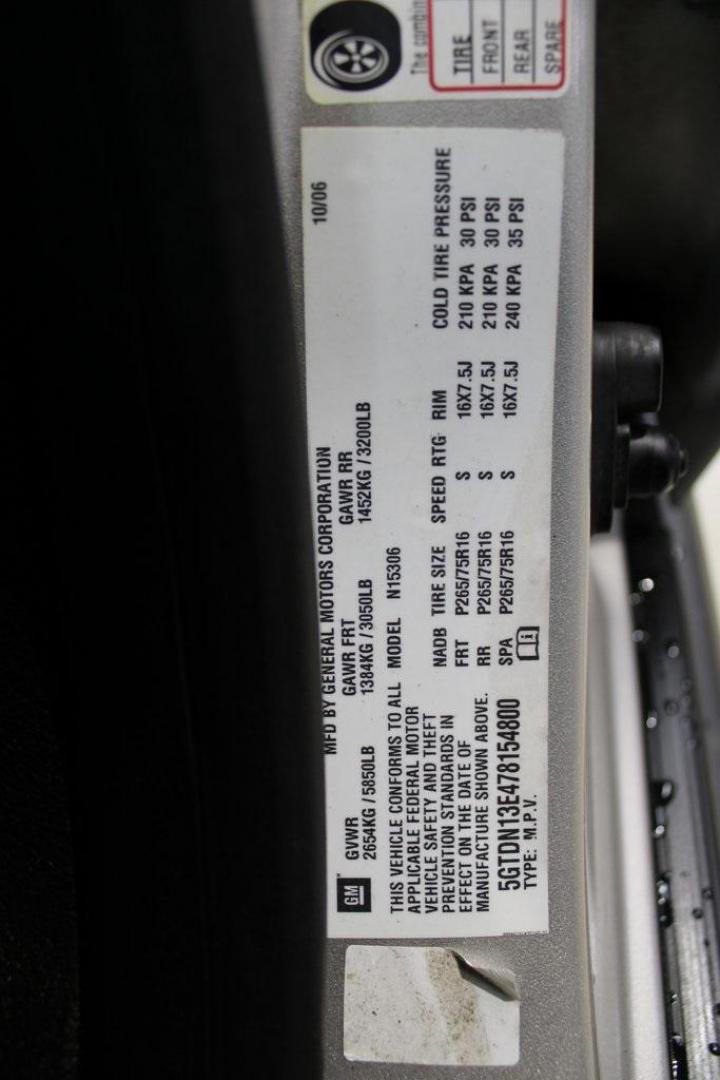 The combin
TIRE
FRONT
REAR
SPARE
MFD BY GENERAL MOTORS CORPORATION 10/06
GM
GVWR GAWR FRT GAWR RR
2654KG / 5850LB 1384KG / 3050LB 1452KG / 3200LB
THIS VEHICLE CONFORMS TO ALL
APPLICABLE FEDERAL MOTOR
VEHICLE SAFETY AND THEFT
PREVENTION STANDARDS IN
EFFECT ON THE DATE OF
MANUFACTURE SHOWN ABOVE.
MODEL N15306
NADB TIRE SIZE SPEED RTG RIM COLD TIRE PRESSURE
FRT P265/75R16 S 16X7.5J 210 KPA 30 PSI
RR P265/75R16 S 16X7.5J 210 KPA 30 PSI
SPA P265/75R16 S 16X7.5J 240 KPA 35 PSI
5GTDN13E478154800
TYPE: M.P.V.
i